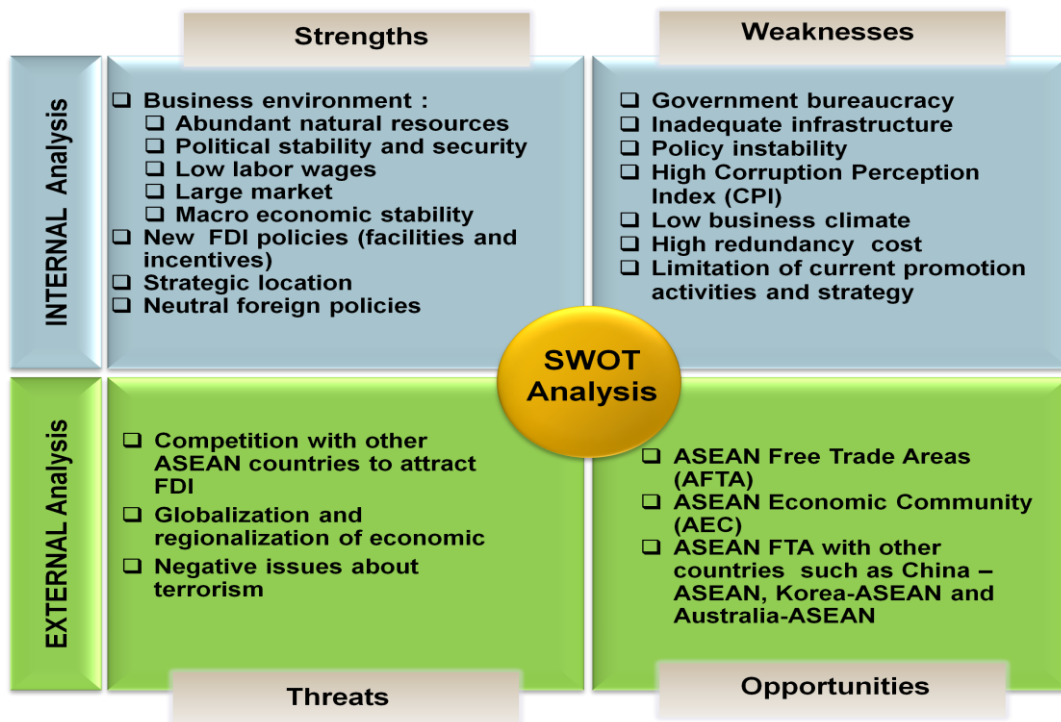 Strengths
Weaknesses
INTERNAL Analysis
❑ Business environment :
❑ Abundant natural resources
❑ Political stability and security
❑ Low labor wages
❑ Large market
❑ Macro economic stability
❑ New FDI policies (facilities and
incentives)
❑ Strategic location
❑ Neutral foreign policies
❑ Government bureaucracy
❑ Inadequate infrastructure
❑ Policy instability
❑ High Corruption Perception
Index (CPI)
❑ Low business climate
❑ High redundancy cost
❑ Limitation of current promotion
activities and strategy
SWOT
Analysis
EXTERNAL Analysis
❑ Competition with other
ASEAN countries to attract
FDI
❑ Globalization and
regionalization of economic
❑ Negative issues about
terrorism
❑ ASEAN Free Trade Areas
(AFTA)
❑ ASEAN Economic Community
(AEC)
❑ ASEAN FTA with other
countries such as China –
ASEAN, Korea-ASEAN and
Australia-ASEAN
Threats
Opportunities